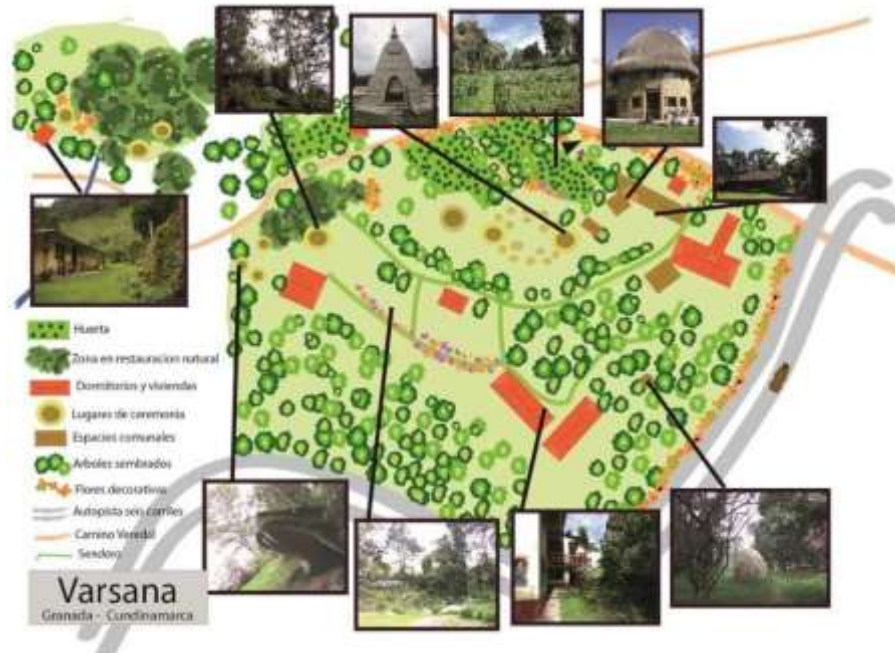 Huerta
Zona en restauracion natural
Dormitorios y viviendas
Lugares de ceremonia
Espacios comunales
Arboles sembrados
Flores decorativas
Autopista seis carriles
Camino Veredal
Sendero
Varsana
Granada - Cundinamarca